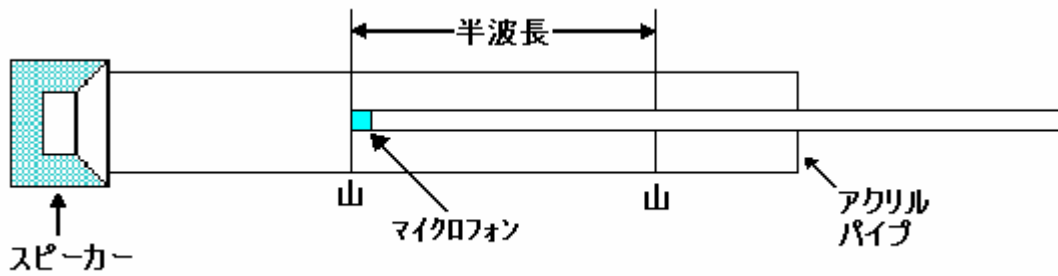 半波長
山
山
マイクロフォン
アクリル
パイプ
スピーカー